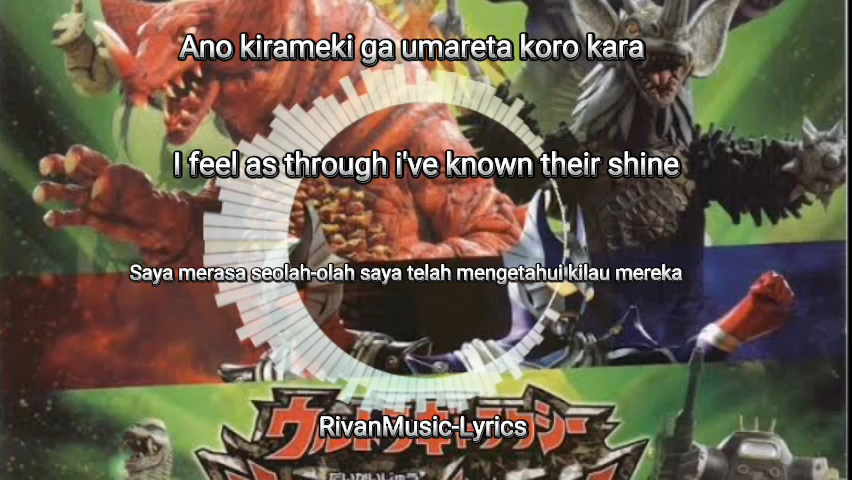 Ano kirameki ga umareta koro kara
I feel as through i've known their shine
Saya merasa seolah-olah saya telah mengetahui kilau mereka
RivanMusic-Lyrics